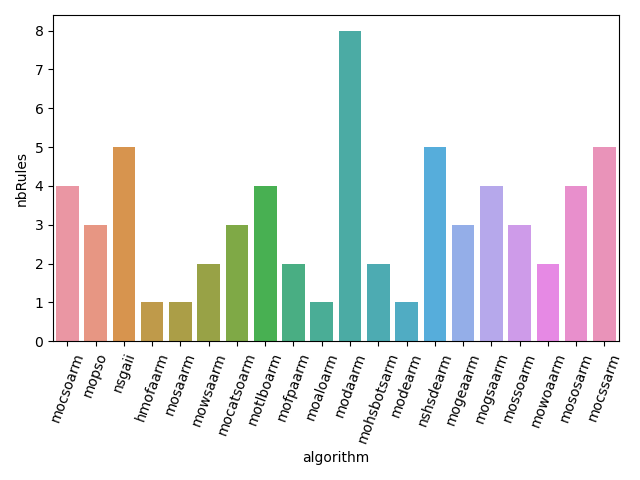 nbRules
8
7
6
5
4
3
2
1
0
mocsoarm
mopso
nsgaii
hmofaarm
mosaarm
mowsaarm
mocatsoarm
motlboarm
mofpaarm
moaloarm
modaarm
mohsbotsarm
modearm
nshsdearm
mogeaarm
mogsaarm
mossoarm
mowoaarm
mososarm
mocssarm
algorithm